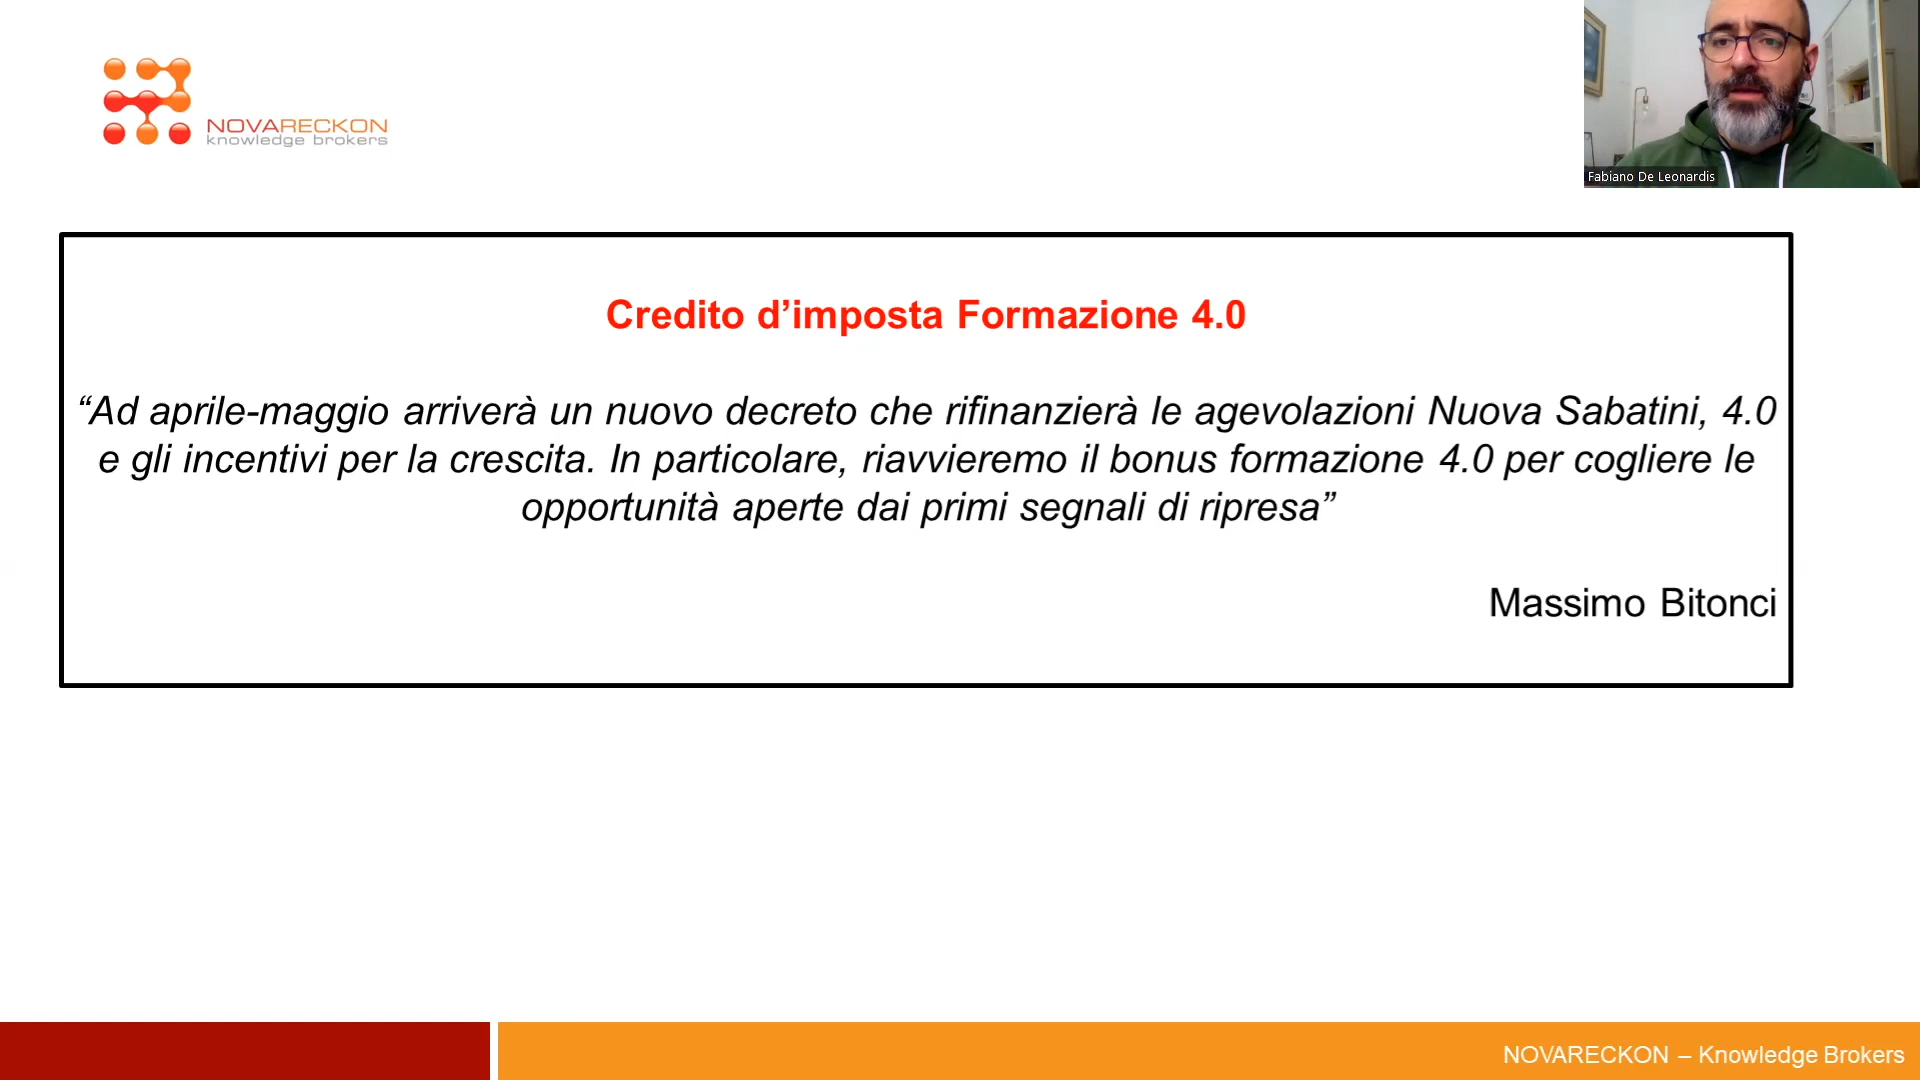 NOVARECKON
knowledge brokers
Fabiano De Leonardis
Credito d’imposta Formazione 4.0
“Ad aprile-maggio arriverà un nuovo decreto che rifinanzierà le agevolazioni Nuova Sabatini, 4.0
e gli incentivi per la crescita. In particolare, riavvieremo il bonus formazione 4.0 per cogliere le
opportunità aperte dai primi segnali di ripresa”
Massimo Bitonci
NOVARECKON – Knowledge Brokers